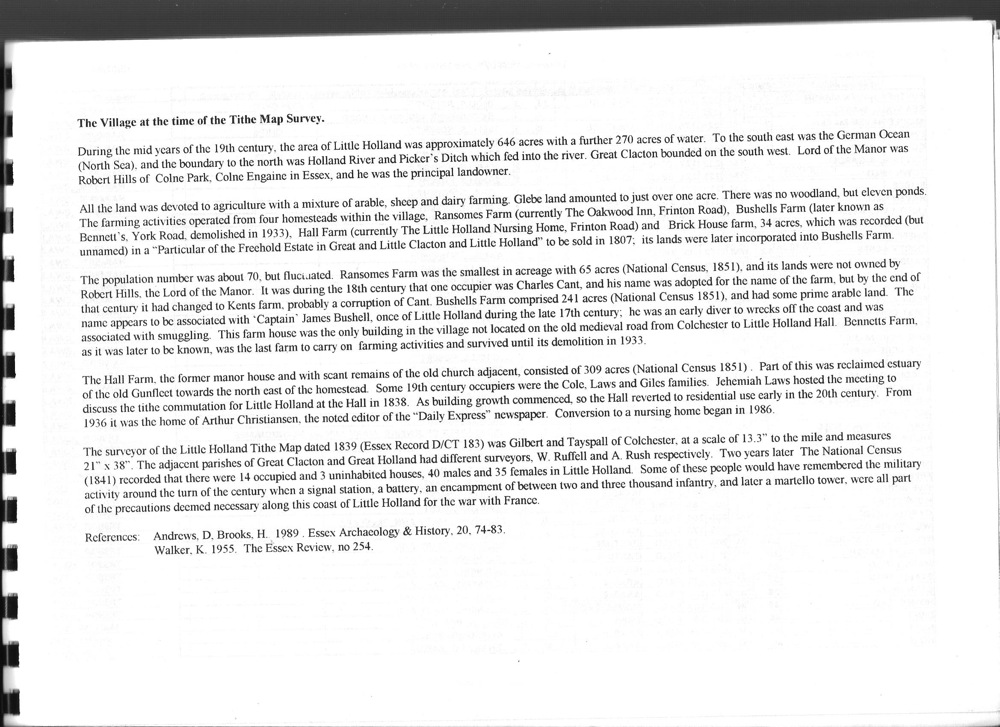 The Village at the time of the Tithe Map Survey.
During the mid years of the 19th century, the area of Little Holland was approximately 646 acres with a further 270 acres of water. To the south east was the German Ocean
(North Sea), and the boundary to the north was Holland River and Picker's Ditch which fed into the river. Great Clacton bounded on the south west. Lord of the Manor was
Robert Hills of Colne Park, Colne Engaine in Essex, and he was the principal landowner.
All the land was devoted to agriculture with a mixture of arable, sheep and dairy farming. Glebe land amounted to just over one acre. There was no woodland, but eleven ponds.
The farming activities operated from four homesteads within the village, Ransomes Farm (currently The Oakwood Inn, Frinton Road), Bushells Farm (later known as
Bennett's, York Road, demolished in 1933), Hall Farm (currently The Little Holland Nursing Home, Frinton Road) and Brick House farm, 34 acres, which was recorded (but
unnamed) in a "Particular of the Freehold Estate in Great and Little Clacton and Little Holland" to be sold in 1807; its lands were later incorporated into Bushells Farm.
The population number was about 70, but fluctuated. Ransomes Farm was the smallest in acreage with 65 acres (National Census, 1851), and its lands were not owned by
Robert Hills, the Lord of the Manor. It was during the 18th century that one occupier was Charles Cant, and his name was adopted for the name of the farm, but by the end of
that century it had changed to Kents farm, probably a corruption of Cant. Bushells Farm comprised 241 acres (National Census 1851), and had some prime arable land. The
name appears to be associated with 'Captain' James Bushell, once of Little Holland during the late 17th century; he was an early diver to wrecks off the coast and was
associated with smuggling. This farm house was the only building in the village not located on the old medieval road from Colchester to Little Holland Hall. Bennetts Farm,
as it was later to be known, was the last farm to carry on farming activities and survived until its demolition in 1933.
The Hall Farm, the former manor house and with scant remains of the old church adjacent, consisted of 309 acres (National Census 1851) . Part of this was reclaimed estuary
of the old Gunfleet towards the north east of the homestead. Some 19th century occupiers were the Cole, Laws and Giles families. Jehemiah Laws hosted the meeting to
discuss the tithe commutation for Little Holland at the Hall in 1838. As building growth commenced, so the Hall reverted to residential use early in the 20th century. From
1936 it was the home of Arthur Christiansen, the noted editor of the "Daily Express" newspaper. Conversion to a nursing home began in 1986.
The surveyor of the Little Holland Tithe Map dated 1839 (Essex Record D/CT 183) was Gilbert and Tayspall of Colchester, at a scale of 13.3" to the mile and measures
21" x 38". The adjacent parishes of Great Clacton and Great Holland had different surveyors, W. Ruffell and A. Rush respectively. Two years later The National Census
(1841) recorded that there were 14 occupied and 3 uninhabited houses, 40 males and 35 females in Little Holland. Some of these people would have remembered the military
activity around the turn of the century when a signal station, a battery, an encampment of between two and three thousand infantry, and later a martello tower, were all part
of the precautions deemed necessary along this coast of Little Holland for the war with France.
References: Andrews, D, Brooks, H. 1989 . Essex Archaeology & History, 20, 74-83.
Walker, K. 1955. The Essex Review, no 254.